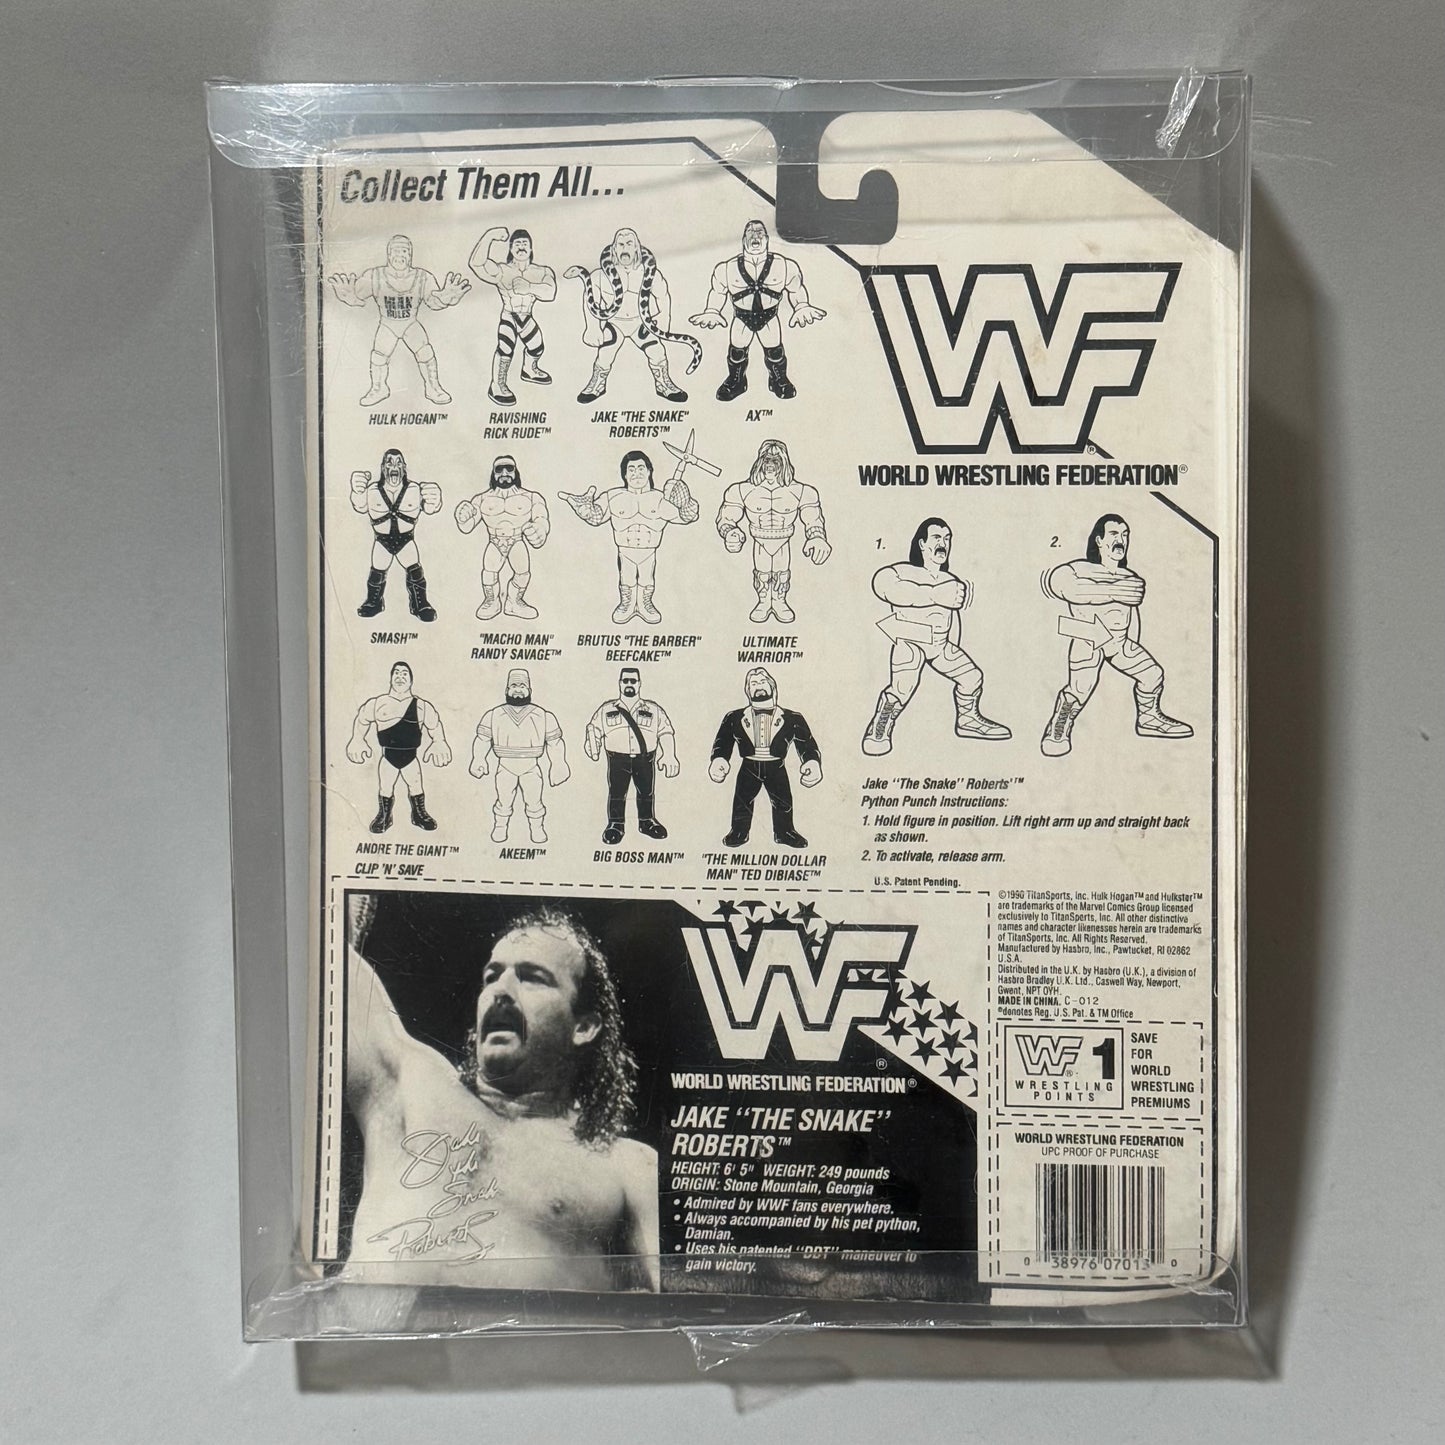 Collect Them All...
HULK
RULES
HULK HOGAN™
RAVISHING
RICK RUDE™
JAKE "THE SNAKE"
ROBERTS™
AX™
SMASH™
"MACHO MAN"
RANDY SAVAGE™
BRUTUS "THE BARBER"
BEEFCAKE™
ULTIMATE
WARRIOR™
ANDRE THE GIANT™
AKEEM™
BIG BOSS MAN™
"THE MILLION DOLLAR
MAN" TED DIBIASE™
WF
®
WORLD WRESTLING FEDERATION®
1.
2.
Jake "The Snake" Roberts'™
Python Punch Instructions:
1. Hold figure in position. Lift right arm up and straight back
as shown.
2. To activate, release arm.
U.S. Patent Pending.
CLIP 'N' SAVE
WF
®
WORLD WRESTLING FEDERATION®
JAKE "THE SNAKE"
ROBERTS™
HEIGHT: 6' 5" WEIGHT: 249 pounds
ORIGIN: Stone Mountain, Georgia
• Admired by WWF fans everywhere.
• Always accompanied by his pet python,
Damian.
• Uses his patented "DDT" maneuver to
gain victory.
Jake
the
Snake
Roberts
©1990 TitanSports, Inc. Hulk Hogan™ and Hulkster™
are trademarks of the Marvel Comics Group licensed
exclusively to TitanSports, Inc. All other distinctive
names and character likenesses herein are trademarks
of TitanSports, Inc. All Rights Reserved.
Manufactured by Hasbro, Inc., Pawtucket, RI 02862
U.S.A.
Distributed in the U.K. by Hasbro (U.K.), a division of
Hasbro Bradley U.K. Ltd., Caswell Way, Newport,
Gwent, NPT OYH.
MADE IN CHINA. C-012
®denotes Reg. U.S. Pat. & TM Office
WF ® 1
WRESTLING
POINTS
SAVE
FOR
WORLD
WRESTLING
PREMIUMS
WORLD WRESTLING FEDERATION
UPC PROOF OF PURCHASE
0 38976 07013 0